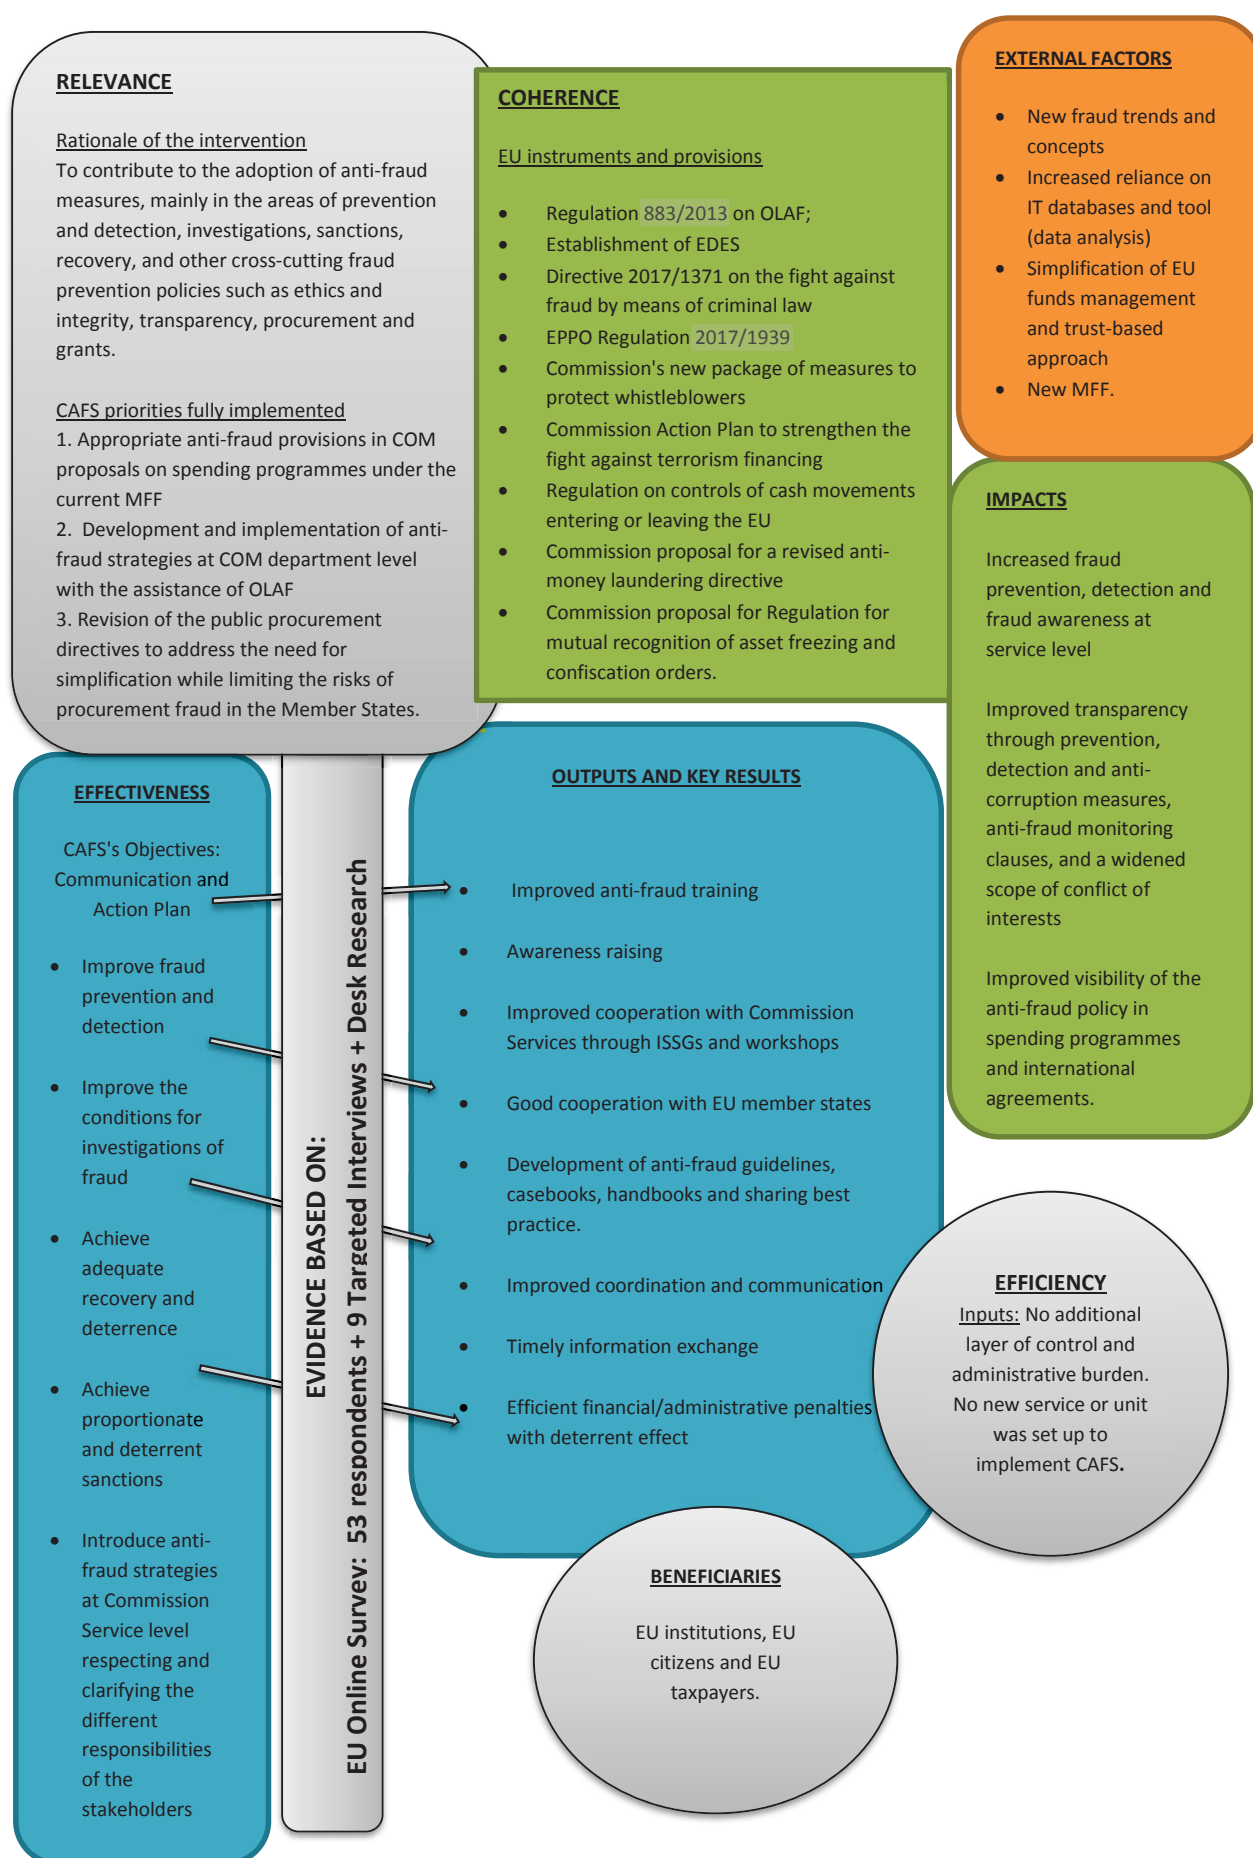 RELEVANCE
Rationale of the intervention
To contribute to the adoption of anti-fraud
measures, mainly in the areas of prevention
and detection, investigations, sanctions,
recovery, and other cross-cutting fraud
prevention policies such as ethics and
integrity, transparency, procurement and
grants.
CAFS priorities fully implemented
1. Appropriate anti-fraud provisions in COM
proposals on spending programmes under the
current MFF
2. Development and implementation of anti-
fraud strategies at COM department level
with the assistance of OLAF
3. Revision of the public procurement
directives to address the need for
simplification while limiting the risks of
procurement fraud in the Member States.
COHERENCE
EU instruments and provisions
• Regulation 883/2013 on OLAF;
• Establishment of EDES
• Directive 2017/1371 on the fight against
fraud by means of criminal law
• EPPO Regulation 2017/1939
• Commission's new package of measures to
protect whistleblowers
• Commission Action Plan to strengthen the
fight against terrorism financing
• Regulation on controls of cash movements
entering or leaving the EU
• Commission proposal for a revised anti-
money laundering directive
• Commission proposal for Regulation for
mutual recognition of asset freezing and
confiscation orders.
EXTERNAL FACTORS
• New fraud trends and
concepts
• Increased reliance on
IT databases and tool
(data analysis)
• Simplification of EU
funds management
and trust-based
approach
• New MFF.
IMPACTS
Increased fraud
prevention, detection and
fraud awareness at
service level
Improved transparency
through prevention,
detection and anti-
corruption measures,
anti-fraud monitoring
clauses, and a widened
scope of conflict of
interests
Improved visibility of the
anti-fraud policy in
spending programmes
and international
agreements.
EFFECTIVENESS
CAFS's Objectives:
Communication and
Action Plan
• Improve fraud
prevention and
detection
• Improve the
conditions for
investigations of
fraud
• Achieve
adequate
recovery and
deterrence
• Achieve
proportionate
and deterrent
sanctions
• Introduce anti-
fraud strategies
at Commission
Service level
respecting and
clarifying the
different
responsibilities
of the
stakeholders
EVIDENCE BASED ON:
EU Online Survey: 53 respondents + 9 Targeted Interviews + Desk Research
OUTPUTS AND KEY RESULTS
• Improved anti-fraud training
• Awareness raising
• Improved cooperation with Commission
Services through ISSGs and workshops
• Good cooperation with EU member states
• Development of anti-fraud guidelines,
casebooks, handbooks and sharing best
practice.
• Improved coordination and communication
• Timely information exchange
• Efficient financial/administrative penalties
with deterrent effect
EFFICIENCY
Inputs: No additional
layer of control and
administrative burden.
No new service or unit
was set up to
implement CAFS.
BENEFICIARIES
EU institutions, EU
citizens and EU
taxpayers.